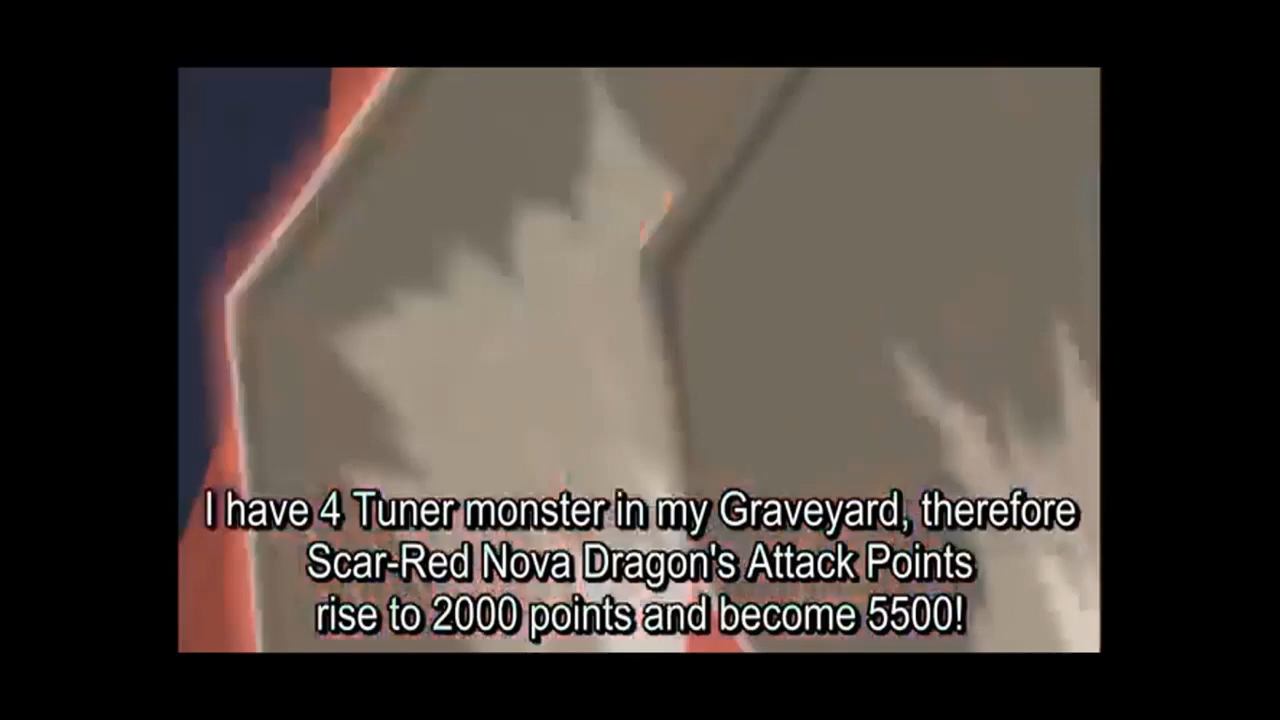 I have 4 Tuner monster in my Graveyard, therefore
Scar-Red Nova Dragon's Attack Points
rise to 2000 points and become 5500!